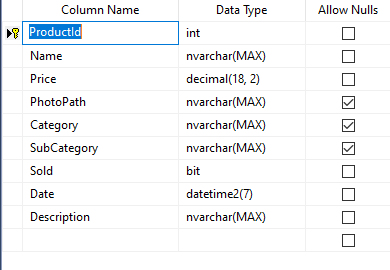 Column Name Data Type Allow Nulls
ProductId int
Name nvarchar(MAX)
Price decimal(18, 2)
PhotoPath nvarchar(MAX)
Category nvarchar(MAX)
SubCategory nvarchar(MAX)
Sold bit
Date datetime2(7)
Description nvarchar(MAX)